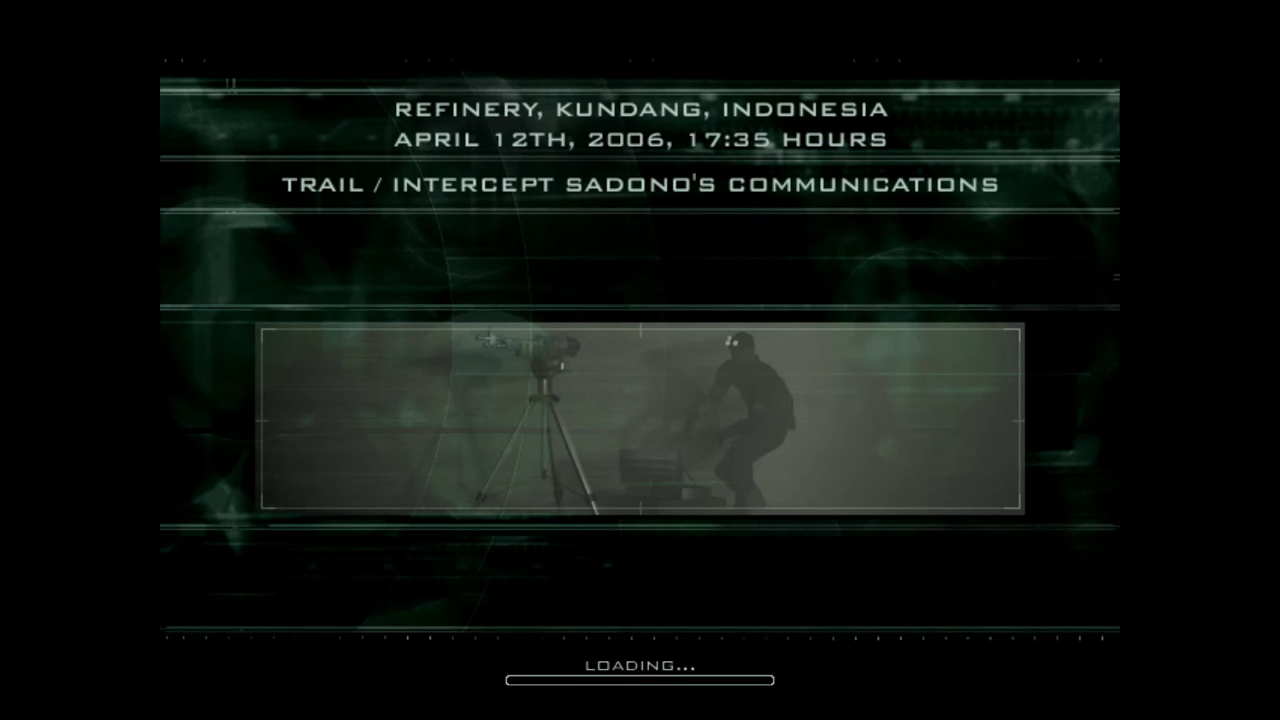 REFINERY, KUNDANG, INDONESIA
APRIL 12TH, 2006, 17:35 HOURS
TRAIL / INTERCEPT SADONO'S COMMUNICATIONS
LOADING...